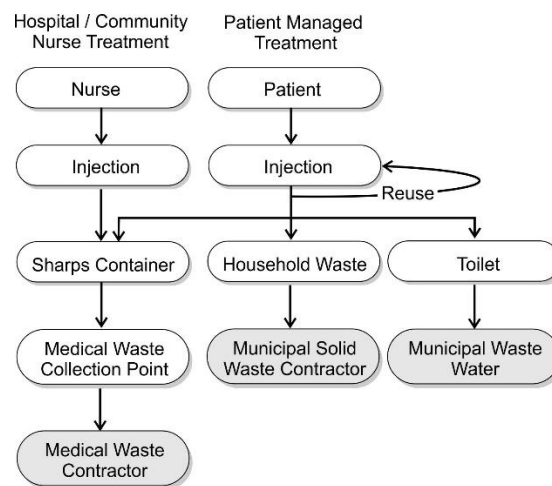 Hospital / Community
Nurse Treatment
Patient Managed
Treatment
Nurse
Patient
Injection
Injection
Reuse
Sharps Container
Household Waste
Toilet
Medical Waste
Collection Point
Municipal Solid
Waste Contractor
Municipal Waste
Water
Medical Waste
Contractor